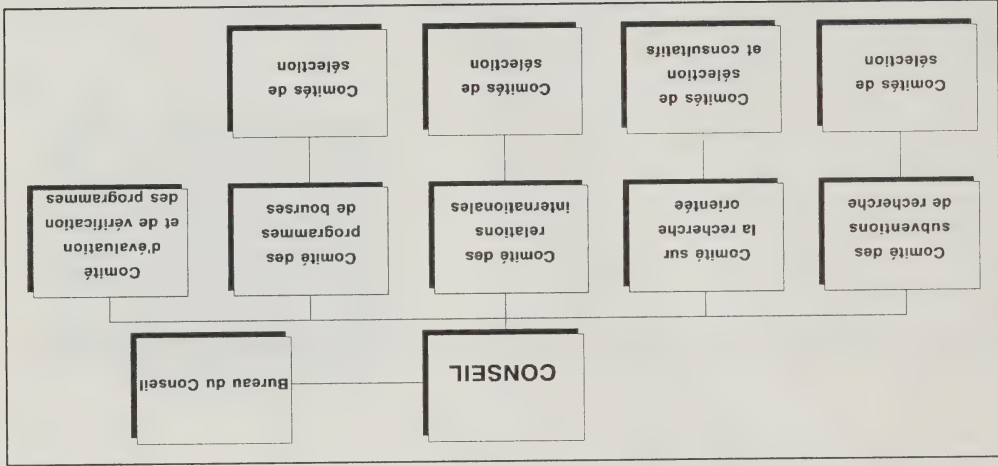 CONSEIL
Bureau du Conseil
Comité des
subventions
de recherche
Comité sur
la recherche
orientée
Comité des
relations
internationales
Comité des
programmes
de bourses
Comité
d'évaluation
et de vérification
des programmes
Comités de
sélection
Comités de
sélection
et consultatifs
Comités de
sélection
Comités de
sélection